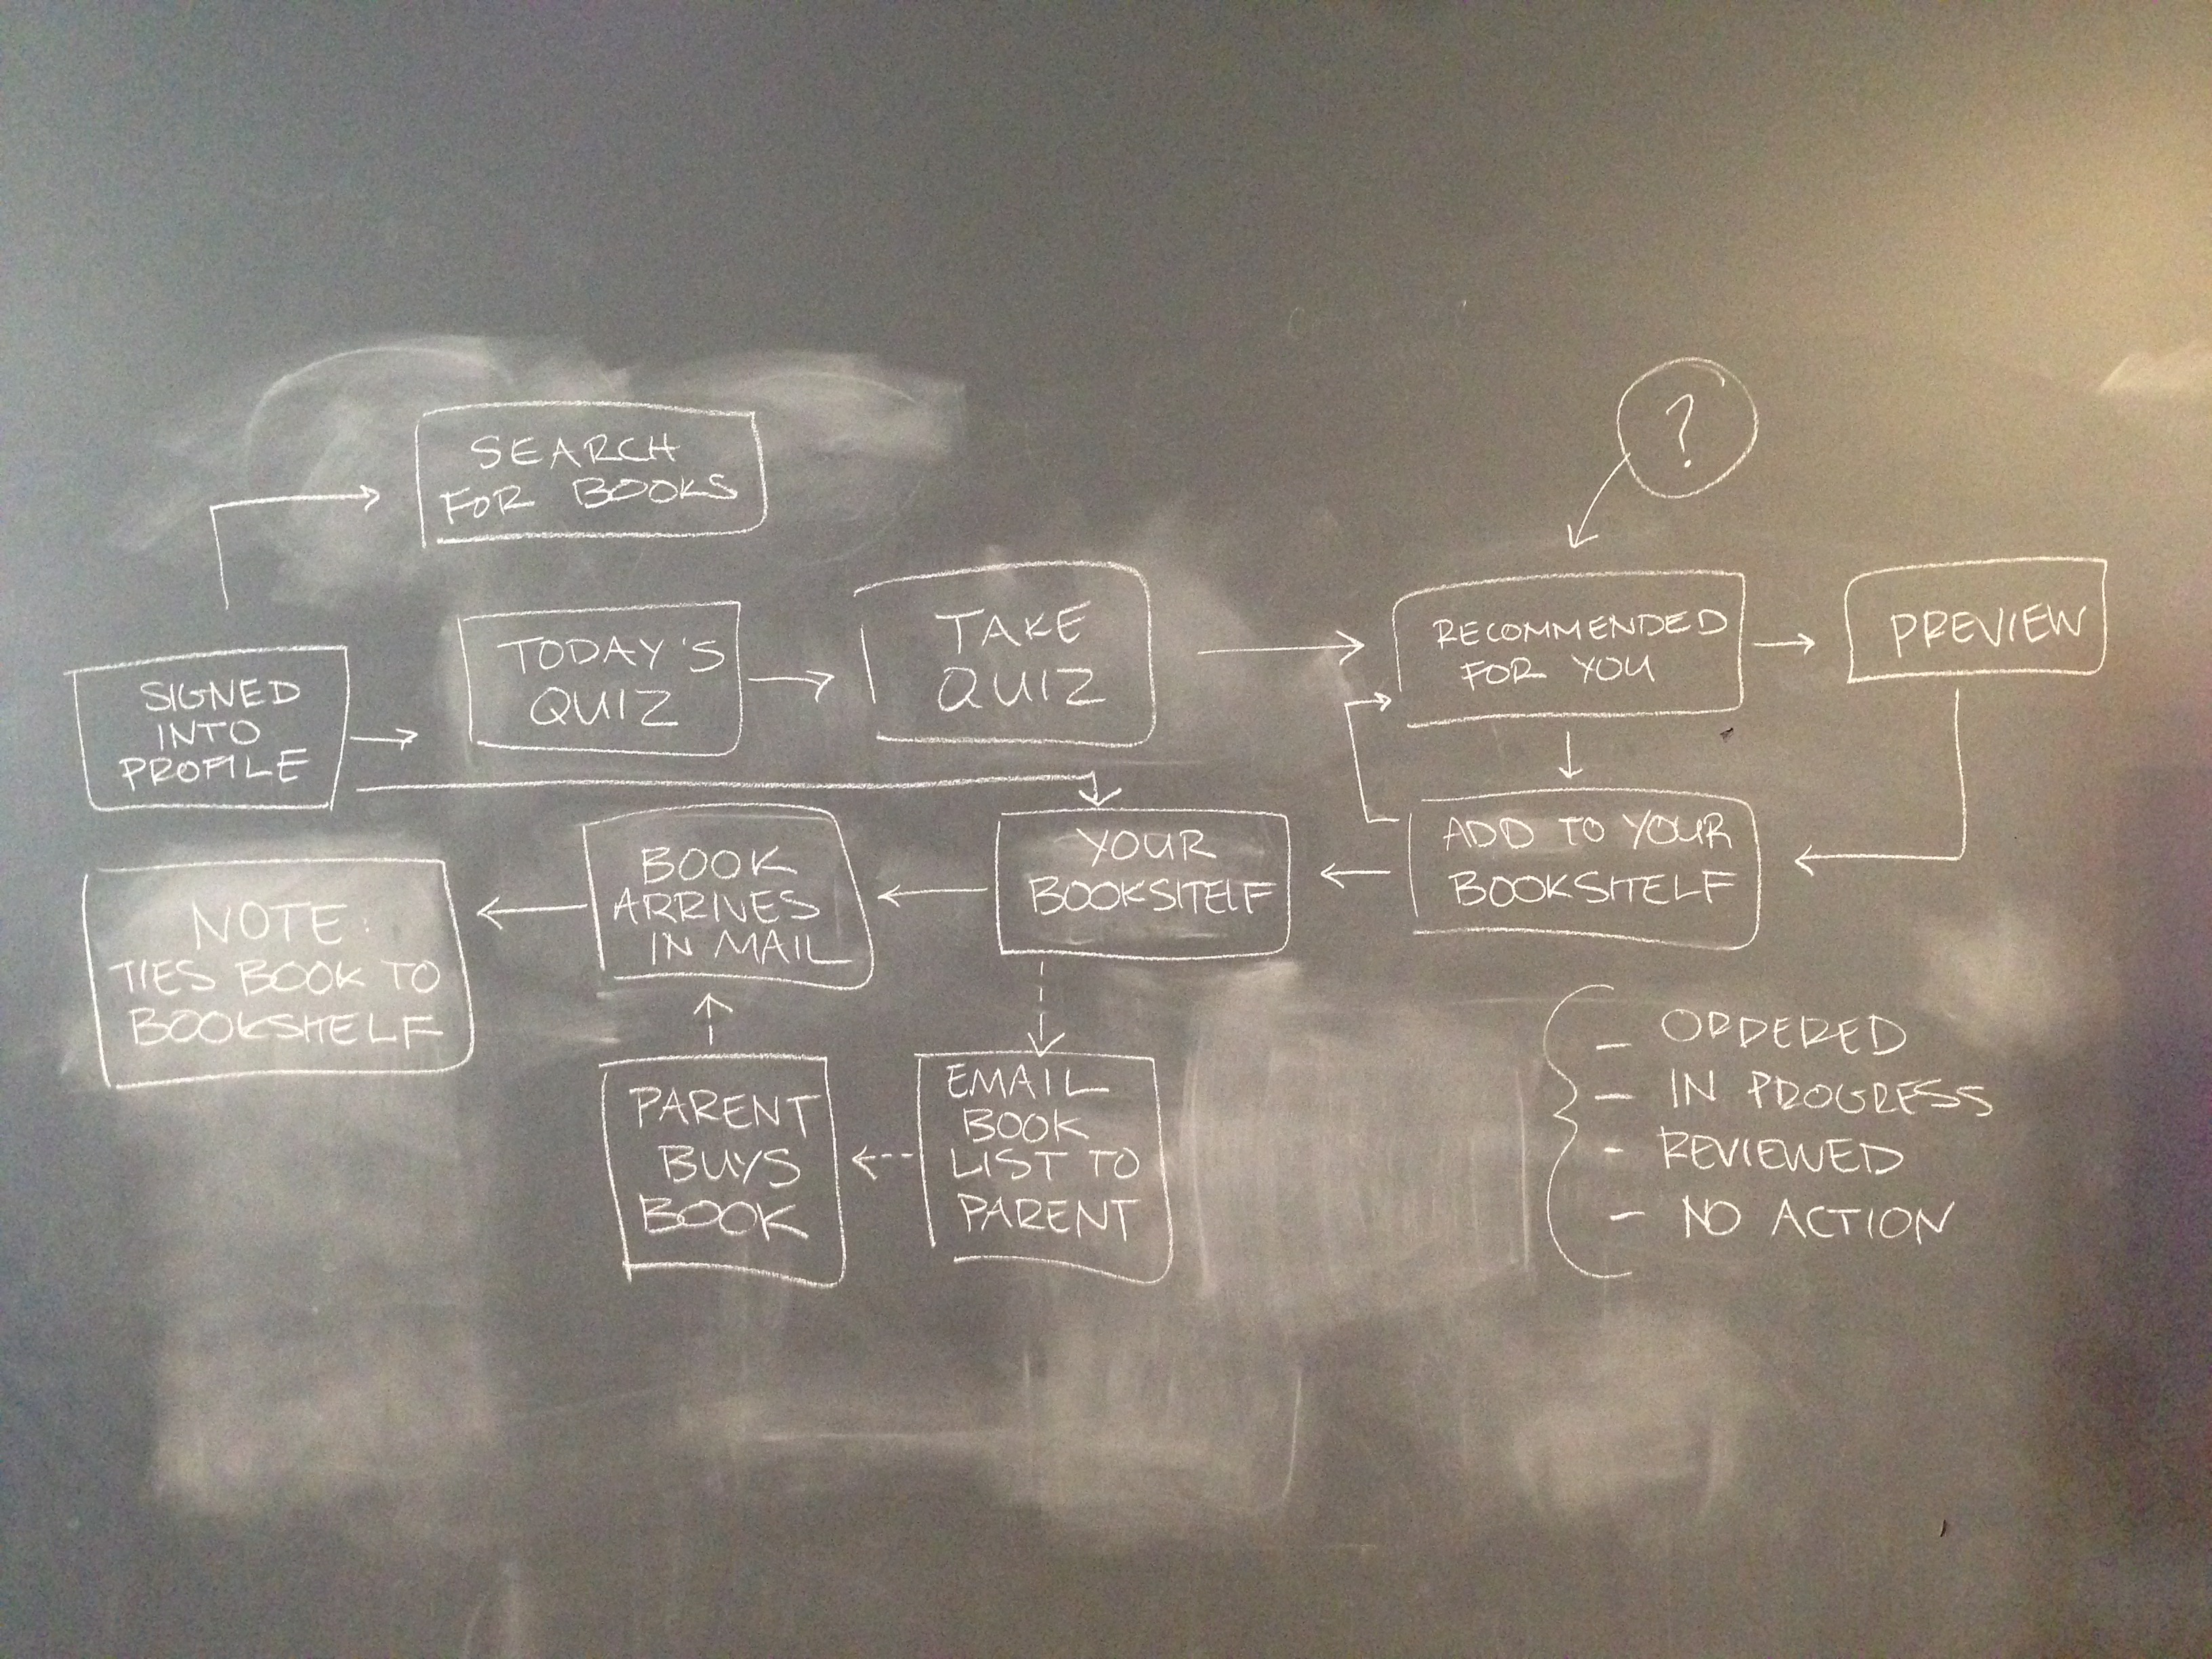 SEARCH
FOR BOOKS
?
SIGNED
INTO
PROFILE
TODAY'S
QUIZ
TAKE
QUIZ
RECOMMENDED
FOR YOU
PREVIEW
NOTE:
TIES BOOK TO
BOOKSHELF
BOOK
ARRIVES
IN MAIL
YOUR
BOOKSHELF
ADD TO YOUR
BOOKSHELF
PARENT
BUYS
BOOK
EMAIL
BOOK
LIST TO
PARENT
- ORDERED
- IN PROGRESS
- REVIEWED
- NO ACTION